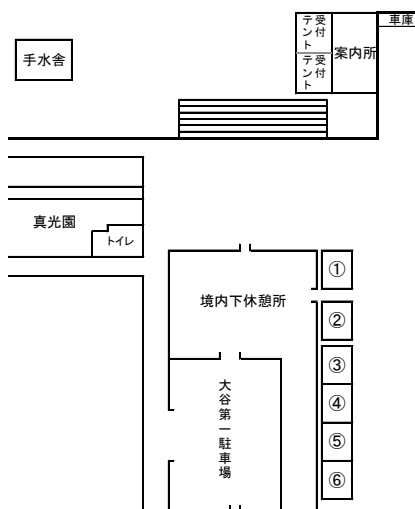 受付テント
受付テント
案内所
車庫
手水舎
真光園
トイレ
境内下休憩所
大谷第一駐車場
①
②
③
④
⑤
⑥